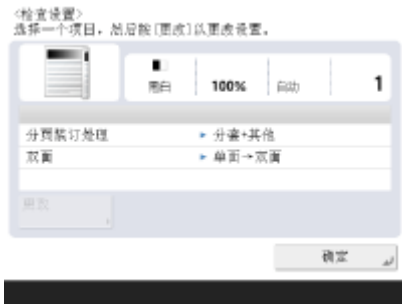 <检查设置>
选择一个项目，然后按[更改]以更改设置。
黑白
100%
自动
1
分页装订处理 ▸ 分套+其他
双面 ▸ 单面→双面
更改
确定